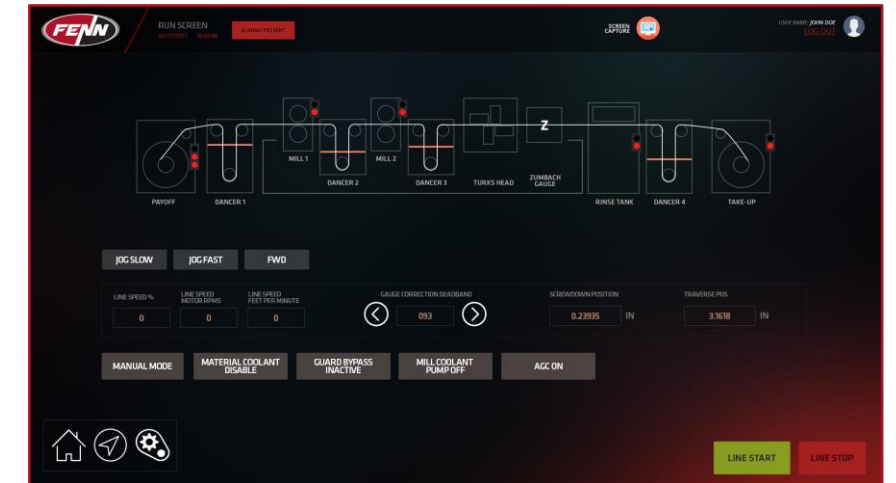 FENN
RUN SCREEN
ALARMS PRESENT
SCREEN
CAPTURE
USER NAME: JOHN DOE
LOG OUT
Z
MILL 1
MILL 2
DANCER 2
DANCER 3
TURKS HEAD
ZUMBACH
GAUGE
PAYOFF
DANCER 1
RINSE TANK
DANCER 4
TAKE-UP
JOG SLOW
JOG FAST
FWD
LINE SPEED %
LINE SPEED
MOTOR RPMS
LINE SPEED
FEET PER MINUTE
GAUGE CORRECTION DEADBAND
SCREWDOWN POSITION
TRAVERSE POS
0
0
0
093
0.23935 IN
3.1618 IN
MANUAL MODE
MATERIAL COOLANT
DISABLE
GUARD BYPASS
INACTIVE
MILL COOLANT
PUMP OFF
AGC ON
LINE START
LINE STOP